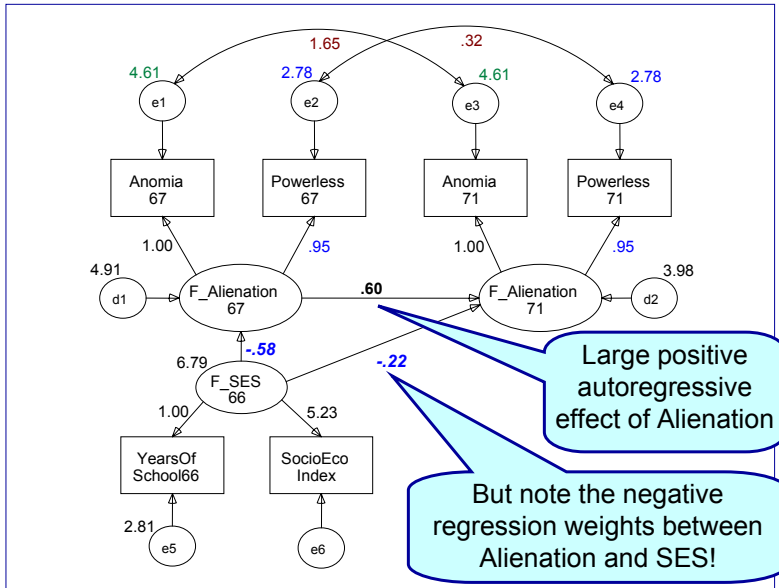 1.65
.32
4.61
2.78
4.61
2.78
e1
e2
e3
e4
Anomia
67
Powerless
67
Anomia
71
Powerless
71
1.00
.95
1.00
.95
4.91
3.98
d1
F_Alienation
67
.60
F_Alienation
71
d2
-.58
-.22
6.79
F_SES
66
1.00
5.23
Large positive
autoregressive
effect of Alienation
YearsOf
School66
SocioEco
Index
But note the negative
regression weights between
Alienation and SES!
2.81
e5
e6